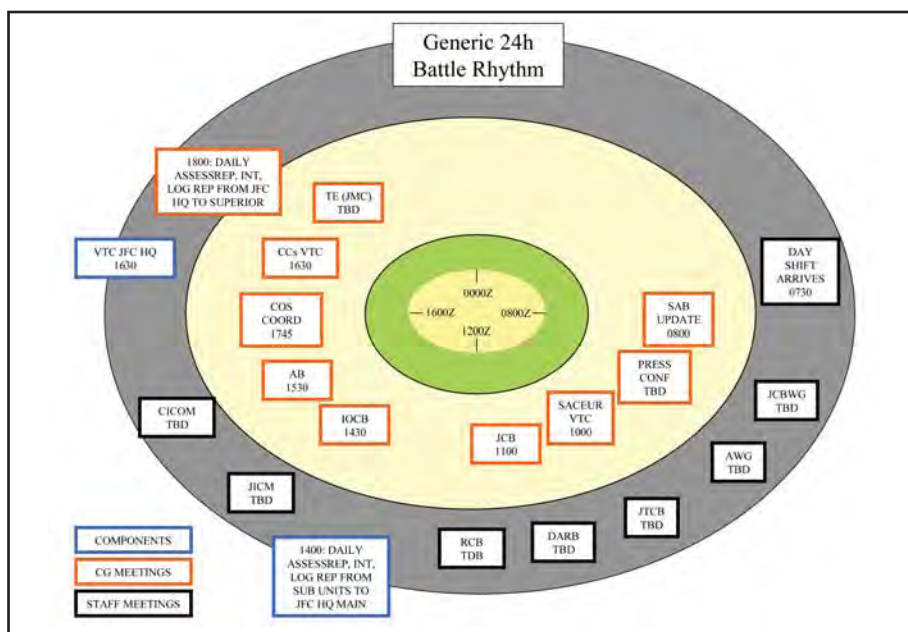 Generic 24h
Battle Rhythm
1800: DAILY
ASSESSREP, INT,
LOG REP FROM JFC
HQ TO SUPERIOR
TE (JMC)
TBD
VTC JFC HQ
1630
CCs VTC
1630
DAY
SHIFT
ARRIVES
0730
0000Z
1600Z
0800Z
1200Z
COS
COORD
1745
SAB
UPDATE
0800
AB
1530
PRESS
CONF
TBD
CICOM
TBD
IOCB
1430
SACEUR
VTC
1000
JCBWG
TBD
JCB
1100
AWG
TBD
JICM
TBD
JTCB
TBD
RCB
TDB
DARB
TBD
COMPONENTS
CG MEETINGS
STAFF MEETINGS
1400: DAILY
ASSESSREP, INT,
LOG REP FROM
SUB UNITS TO
JFC HQ MAIN